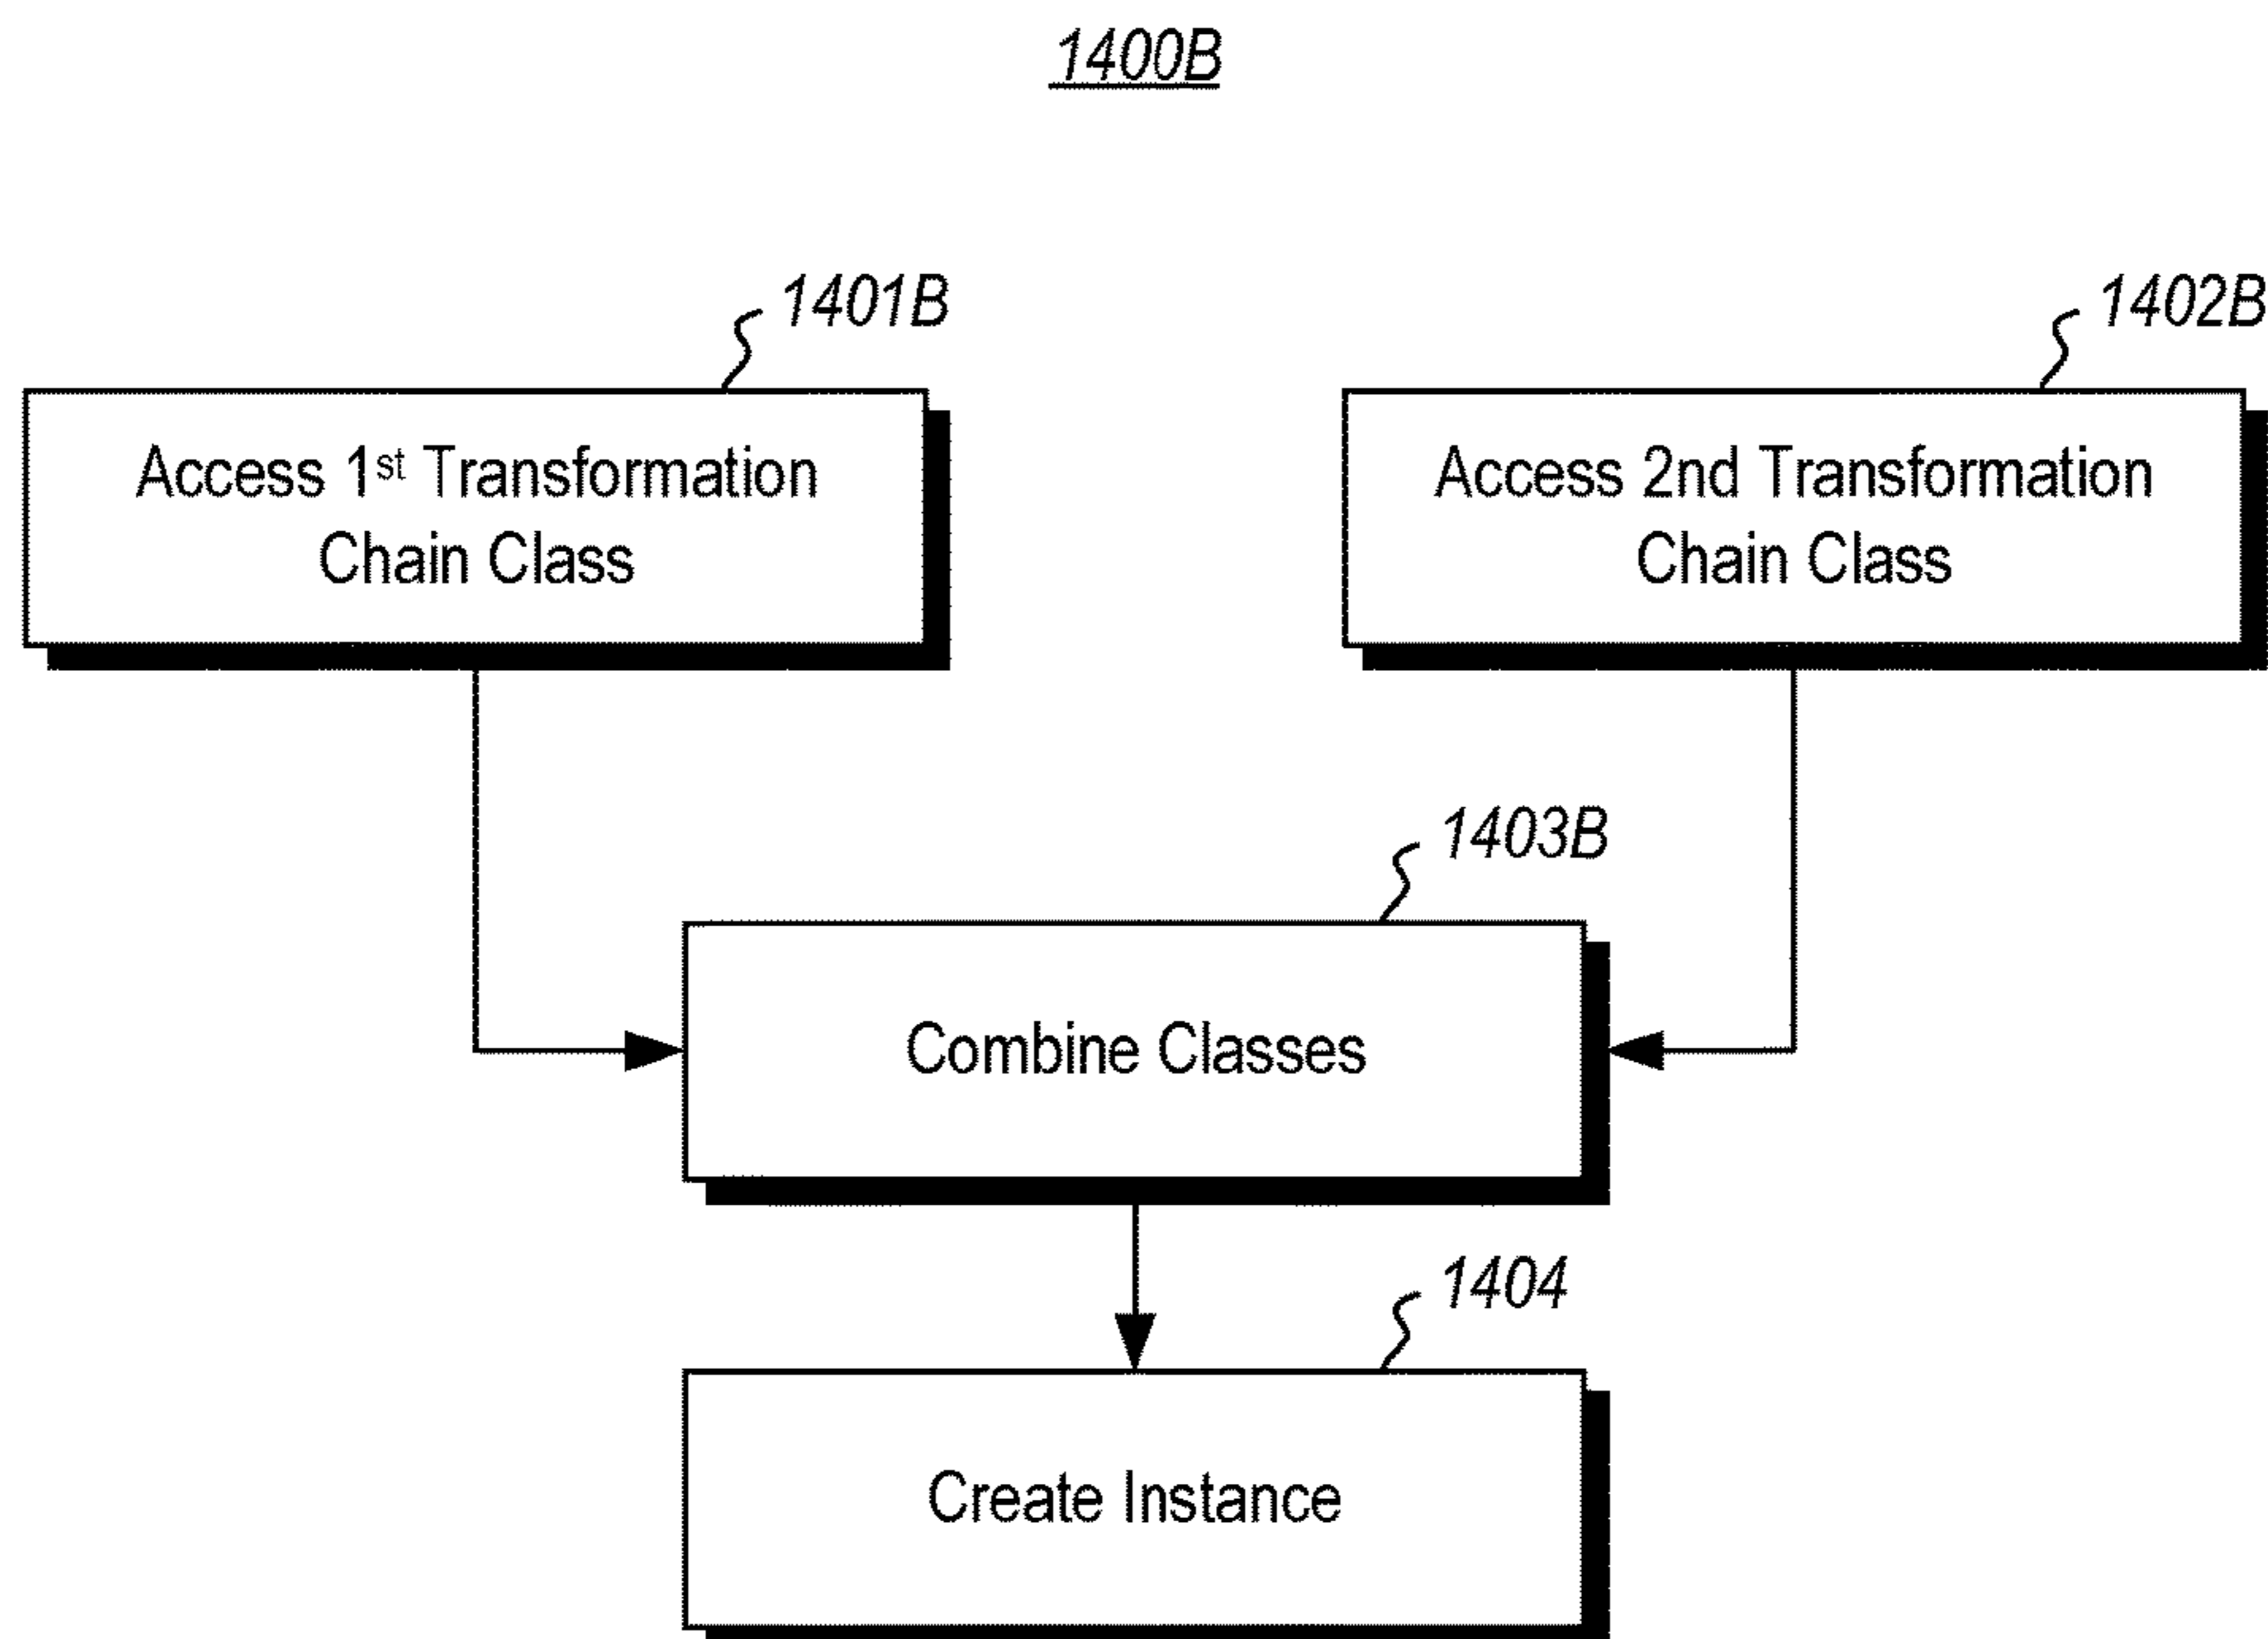 1400B
1401B
1402B
Access 1st Transformation
Chain Class
Access 2nd Transformation
Chain Class
1403B
Combine Classes
1404
Create Instance